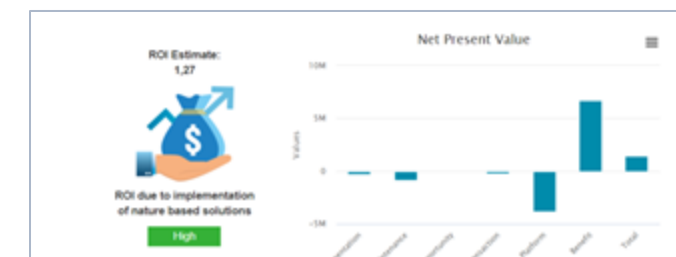 ROI Estimate:
1,27
ROI due to implementation
of nature based solutions
High
Net Present Value
10M
5M
0
-5M
Values
Platform
Benefit
Total